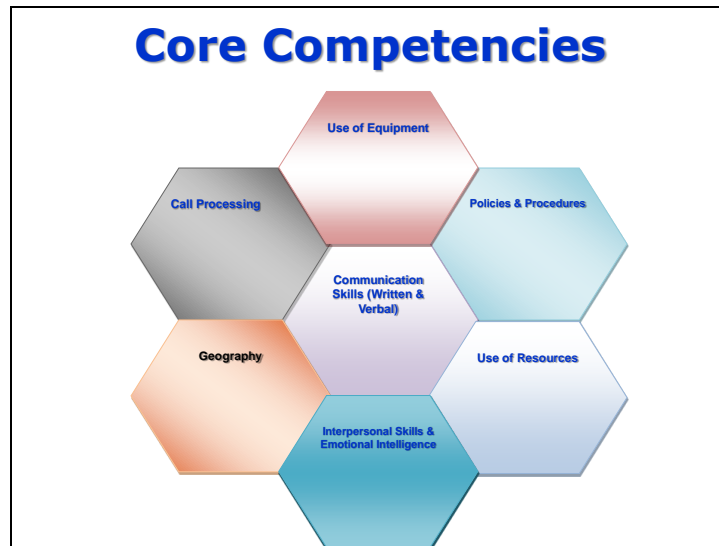 Core Competencies
Use of Equipment
Call Processing
Policies & Procedures
Communication
Skills (Written &
Verbal)
Geography
Use of Resources
Interpersonal Skills &
Emotional Intelligence